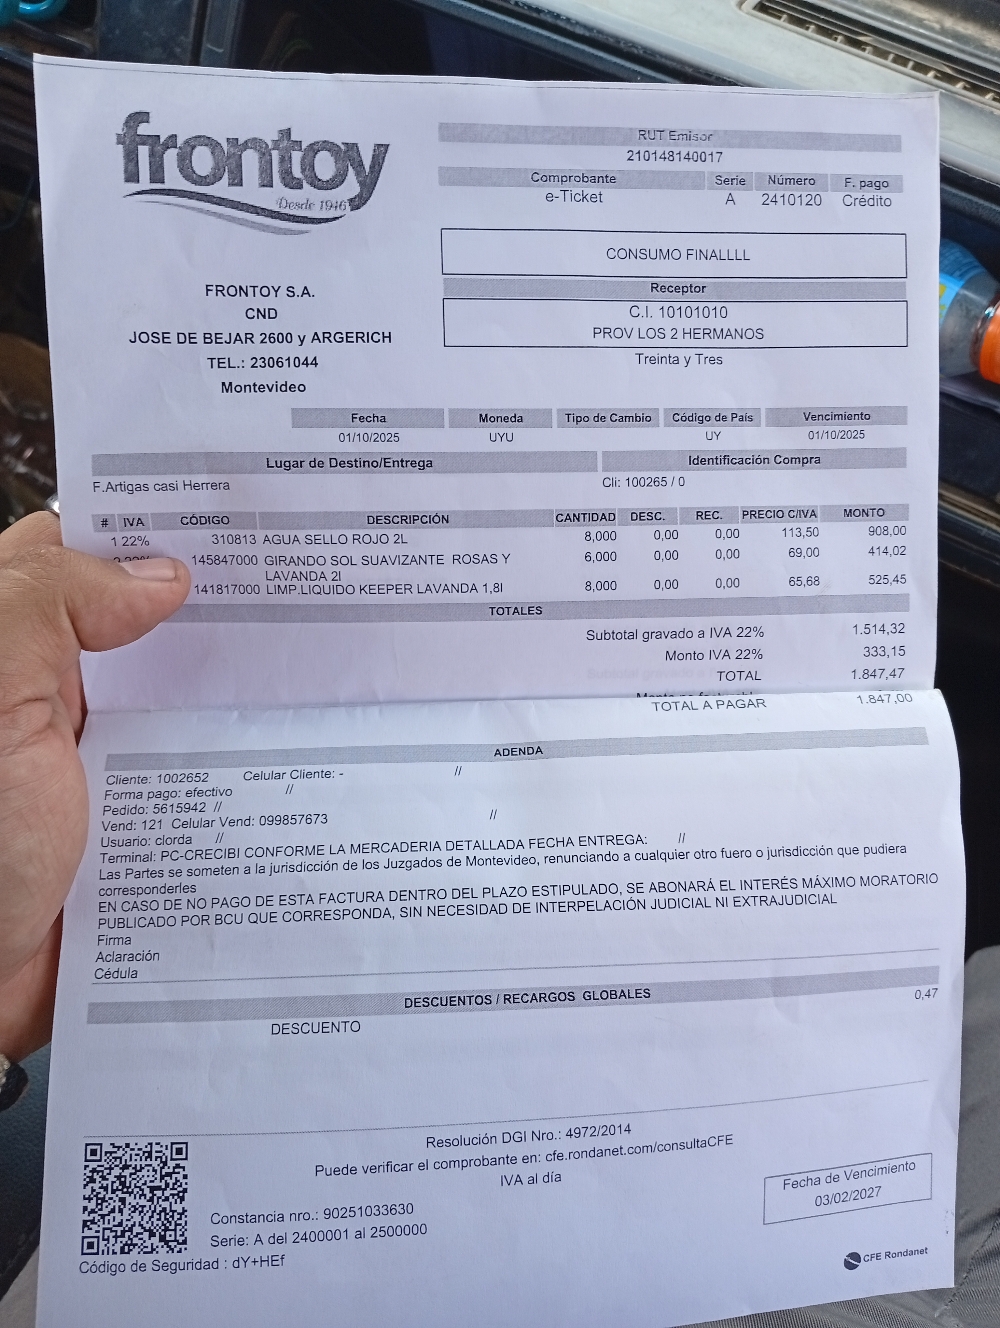 frontoy
Desde 1946
RUT Emisor
210148140017
Comprobante Serie Número F. pago
e-Ticket A 2410120 Crédito
CONSUMO FINALLLL
Receptor
C.I. 10101010
PROV LOS 2 HERMANOS
Treinta y Tres
FRONTOY S.A.
CND
JOSE DE BEJAR 2600 y ARGERICH
TEL.: 23061044
Montevideo
Fecha Moneda Tipo de Cambio Código de País Vencimiento
01/10/2025 UYU UY 01/10/2025
Lugar de Destino/Entrega Identificación Compra
F.Artigas casi Herrera Cli: 100265 / 0
# IVA CÓDIGO DESCRIPCIÓN CANTIDAD DESC. REC. PRECIO C/IVA MONTO
1 22% 310813 AGUA SELLO ROJO 2L 8,000 0,00 0,00 113,50 908,00
145847000 GIRANDO SOL SUAVIZANTE ROSAS Y 6,000 0,00 0,00 69,00 414,02
LAVANDA 2l
141817000 LIMP.LIQUIDO KEEPER LAVANDA 1,8l 8,000 0,00 0,00 65,68 525,45
TOTALES
Subtotal gravado a IVA 22% 1.514,32
Monto IVA 22% 333,15
TOTAL 1.847,47
TOTAL A PAGAR 1.847,00
ADENDA
Cliente: 1002652 Celular Cliente: - //
Forma pago: efectivo //
Pedido: 5615942 //
Vend: 121 Celular Vend: 099857673 //
Usuario: clorda //
Terminal: PC-CRECIBI CONFORME LA MERCADERIA DETALLADA FECHA ENTREGA: //
Las Partes se someten a la jurisdicción de los Juzgados de Montevideo, renunciando a cualquier otro fuero o jurisdicción que pudiera
corresponderles
EN CASO DE NO PAGO DE ESTA FACTURA DENTRO DEL PLAZO ESTIPULADO, SE ABONARÁ EL INTERÉS MÁXIMO MORATORIO
PUBLICADO POR BCU QUE CORRESPONDA, SIN NECESIDAD DE INTERPELACIÓN JUDICIAL NI EXTRAJUDICIAL
Firma
Aclaración
Cédula
DESCUENTOS / RECARGOS GLOBALES
DESCUENTO 0,47
Resolución DGI Nro.: 4972/2014
Puede verificar el comprobante en: cfe.rondanet.com/consultaCFE
IVA al día
Fecha de Vencimiento
03/02/2027
Constancia nro.: 90251033630
Serie: A del 2400001 al 2500000
Código de Seguridad : dY+HEf
CFE Rondanet